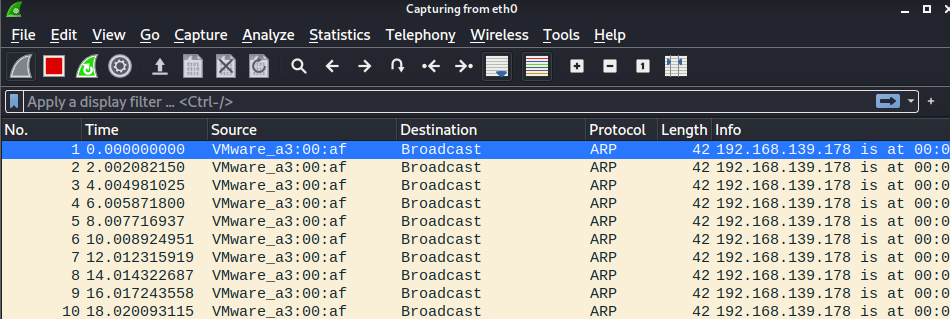 Capturing from eth0
File Edit View Go Capture Analyze Statistics Telephony Wireless Tools Help
Apply a display filter ... <Ctrl-/>
No. Time Source Destination Protocol Length Info
1 0.000000000 VMware_a3:00:af Broadcast ARP 42 192.168.139.178 is at 00:0
2 2.002082150 VMware_a3:00:af Broadcast ARP 42 192.168.139.178 is at 00:0
3 4.004981025 VMware_a3:00:af Broadcast ARP 42 192.168.139.178 is at 00:0
4 6.005871800 VMware_a3:00:af Broadcast ARP 42 192.168.139.178 is at 00:0
5 8.007716937 VMware_a3:00:af Broadcast ARP 42 192.168.139.178 is at 00:0
6 10.008924951 VMware_a3:00:af Broadcast ARP 42 192.168.139.178 is at 00:0
7 12.012315919 VMware_a3:00:af Broadcast ARP 42 192.168.139.178 is at 00:0
8 14.014322687 VMware_a3:00:af Broadcast ARP 42 192.168.139.178 is at 00:0
9 16.017243558 VMware_a3:00:af Broadcast ARP 42 192.168.139.178 is at 00:0
10 18.020093115 VMware_a3:00:af Broadcast ARP 42 192.168.139.178 is at 00:0